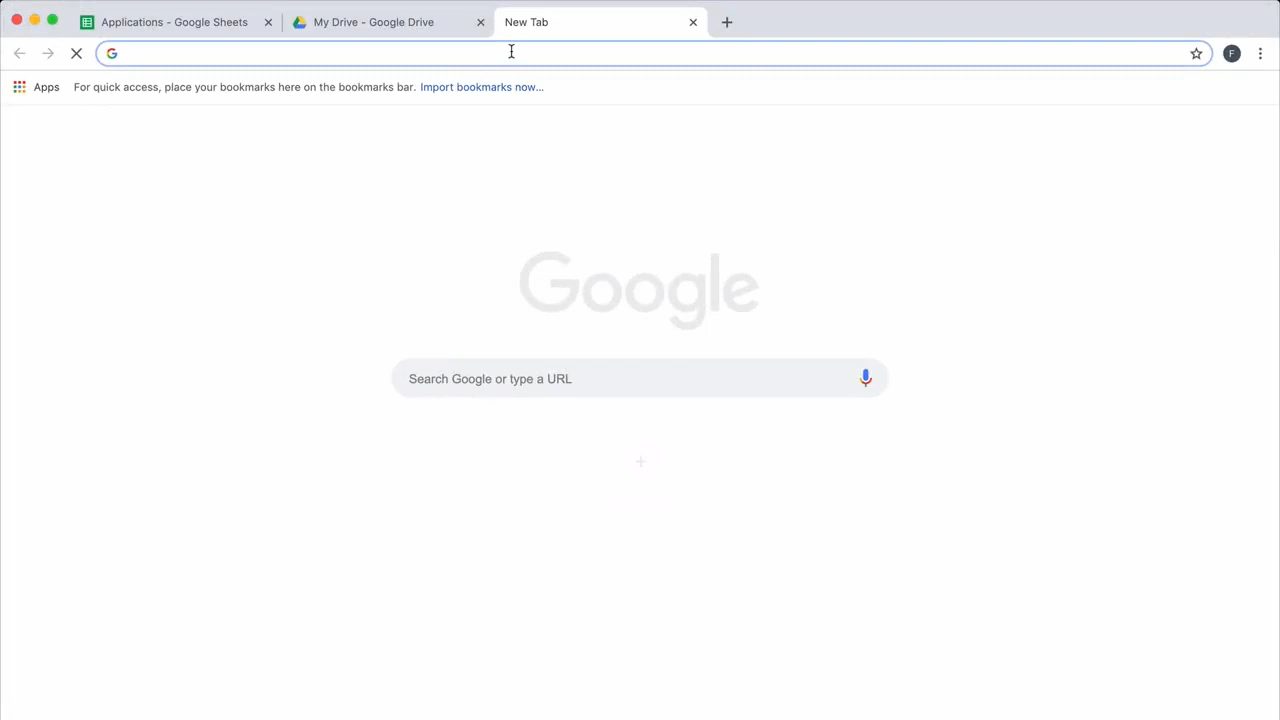 Applications - Google Sheets
My Drive - Google Drive
New Tab
F
Apps
For quick access, place your bookmarks here on the bookmarks bar. Import bookmarks now...
Google
Search Google or type a URL